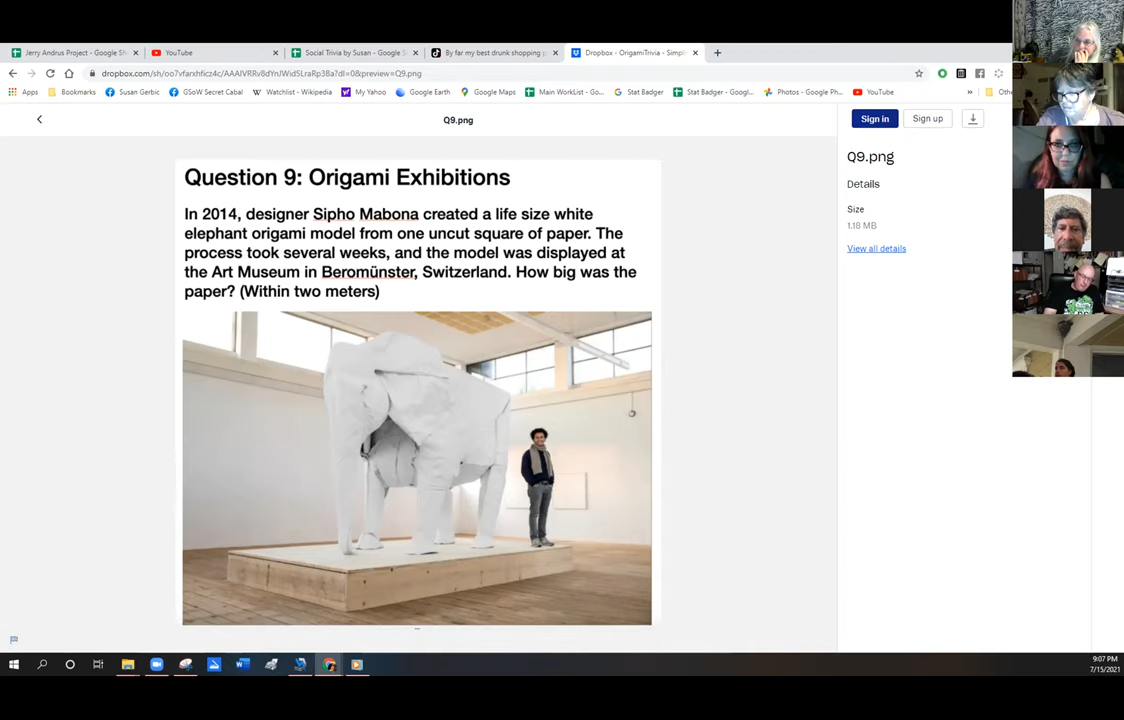 Jerry Andrus Project - Google Sh
YouTube
Social Trivia by Susan - Google S
By far my best drunk shopping p
Dropbox - OrigamiTrivia - Simpl
dropbox.com/sh/oo7vfarxhficz4c/AAAIVRRv8dYnJWidSLraRp38a?dl=0&preview=Q9.png
Apps
Bookmarks
Susan Gerbic
GSoW Secret Cabal
Watchlist - Wikipedia
My Yahoo
Google Earth
Google Maps
Main WorkList - Go...
Stat Badger
Stat Badger - Googl...
Photos - Google Ph...
YouTube
»
Q9.png
Sign in
Sign up
Q9.png
Details
Size
1.18 MB
View all details
Question 9: Origami Exhibitions
In 2014, designer Sipho Mabona created a life size white
elephant origami model from one uncut square of paper. The
process took several weeks, and the model was displayed at
the Art Museum in Beromünster, Switzerland. How big was the
paper? (Within two meters)
9:07 PM
7/15/2021